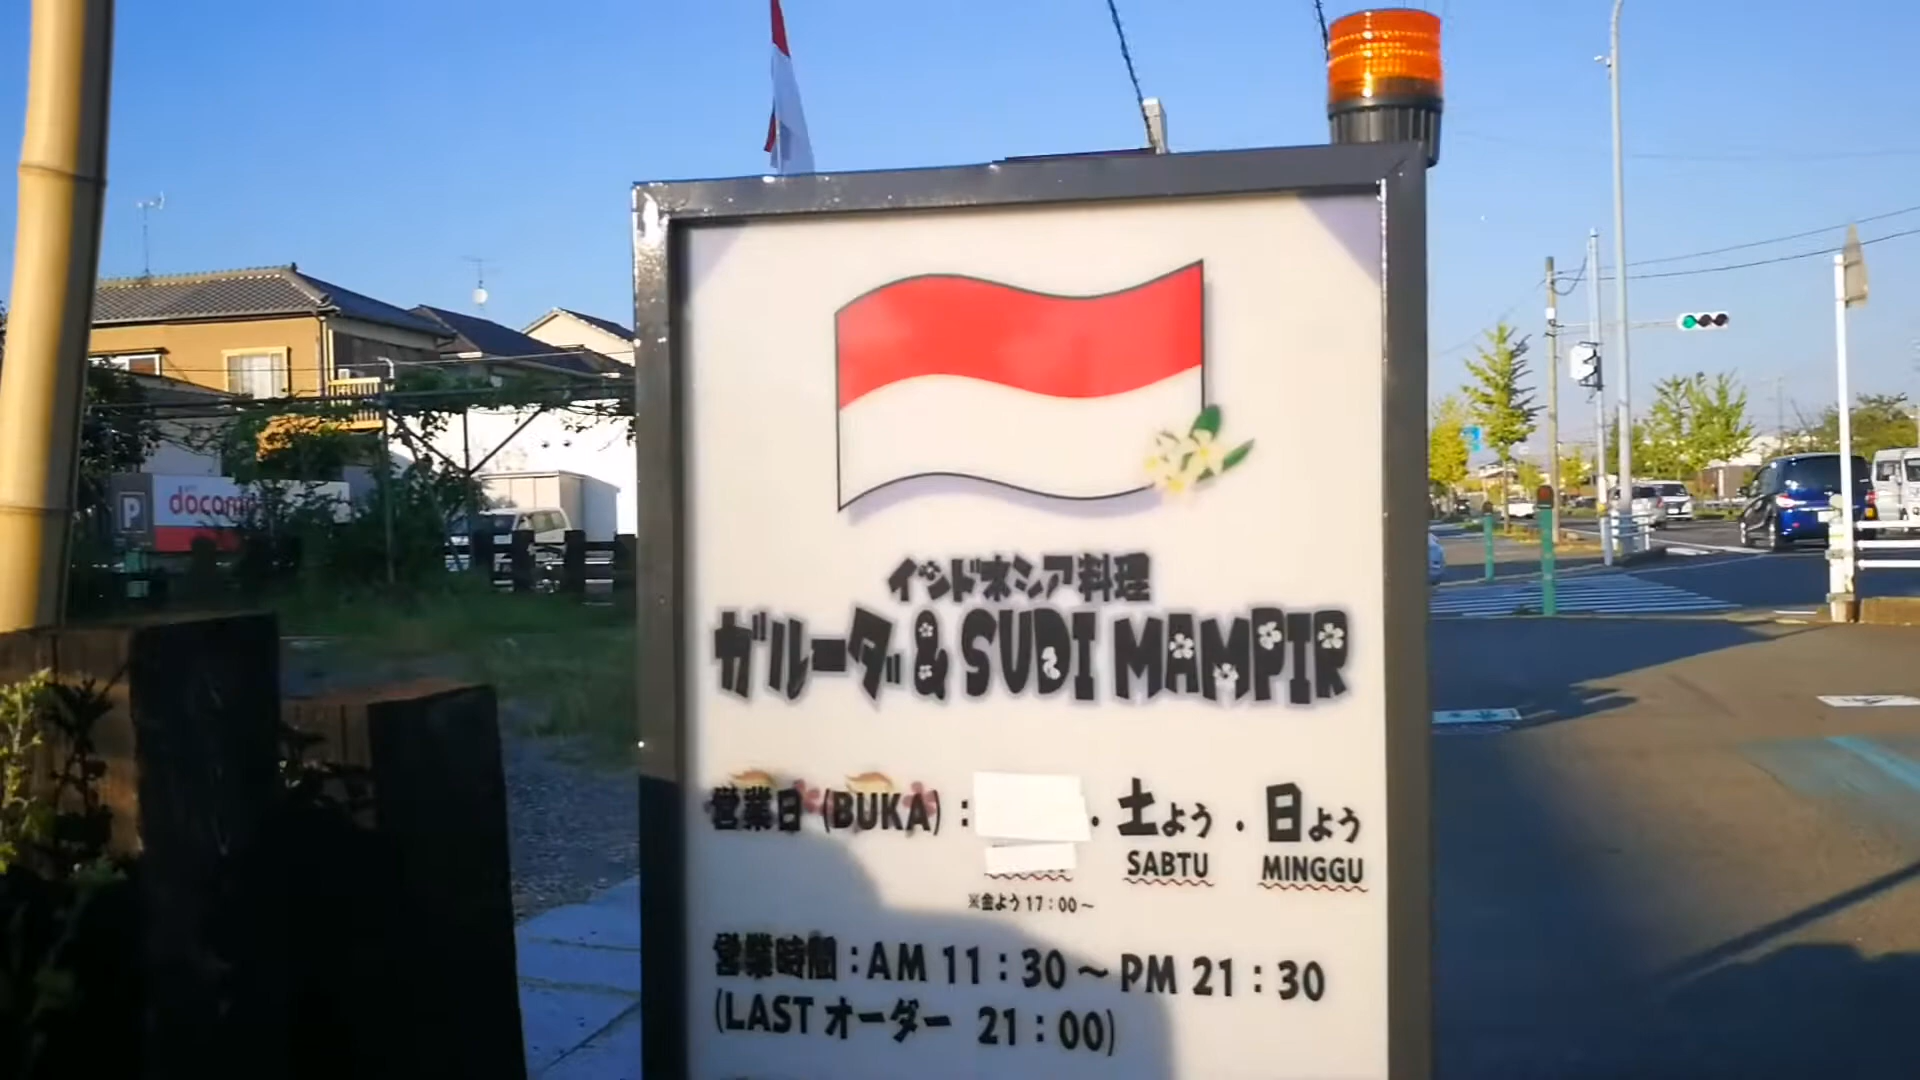 P
docomo
インドネシア料理
ガルーダ & SUDI MAMPIR
営業日 (BUKA) : ・土よう・日よう
SABTU MINGGU
※金よう 17:00~
営業時間:AM 11:30~PM 21:30
(LAST オーダー 21:00)